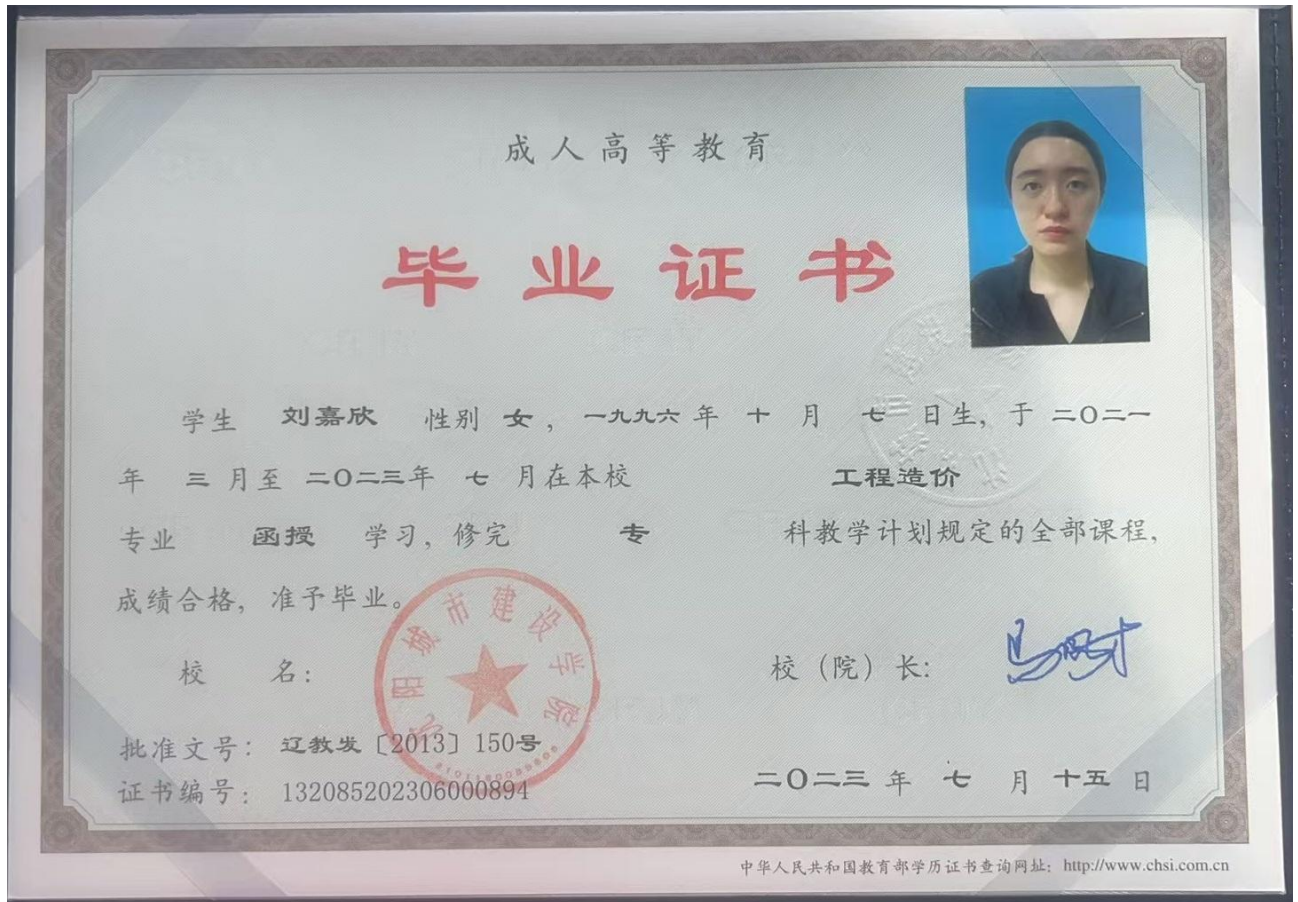 成人高等教育
毕业证书
学生 刘嘉欣 性别 女，一九九六年 十 月 七 日生，于 二〇二一
年 三 月至 二〇二三年 七 月在本校 工程造价
专业 函授 学习，修完 专 科教学计划规定的全部课程，
成绩合格，准予毕业。
校 名： 校（院）长：
阳城市建设学院
批准文号：辽教发〔2013〕150号
证书编号：132085202306000894
二〇二三 年 七 月 十五 日
中华人民共和国教育部学历证书查询网址：http://www.chsi.com.cn